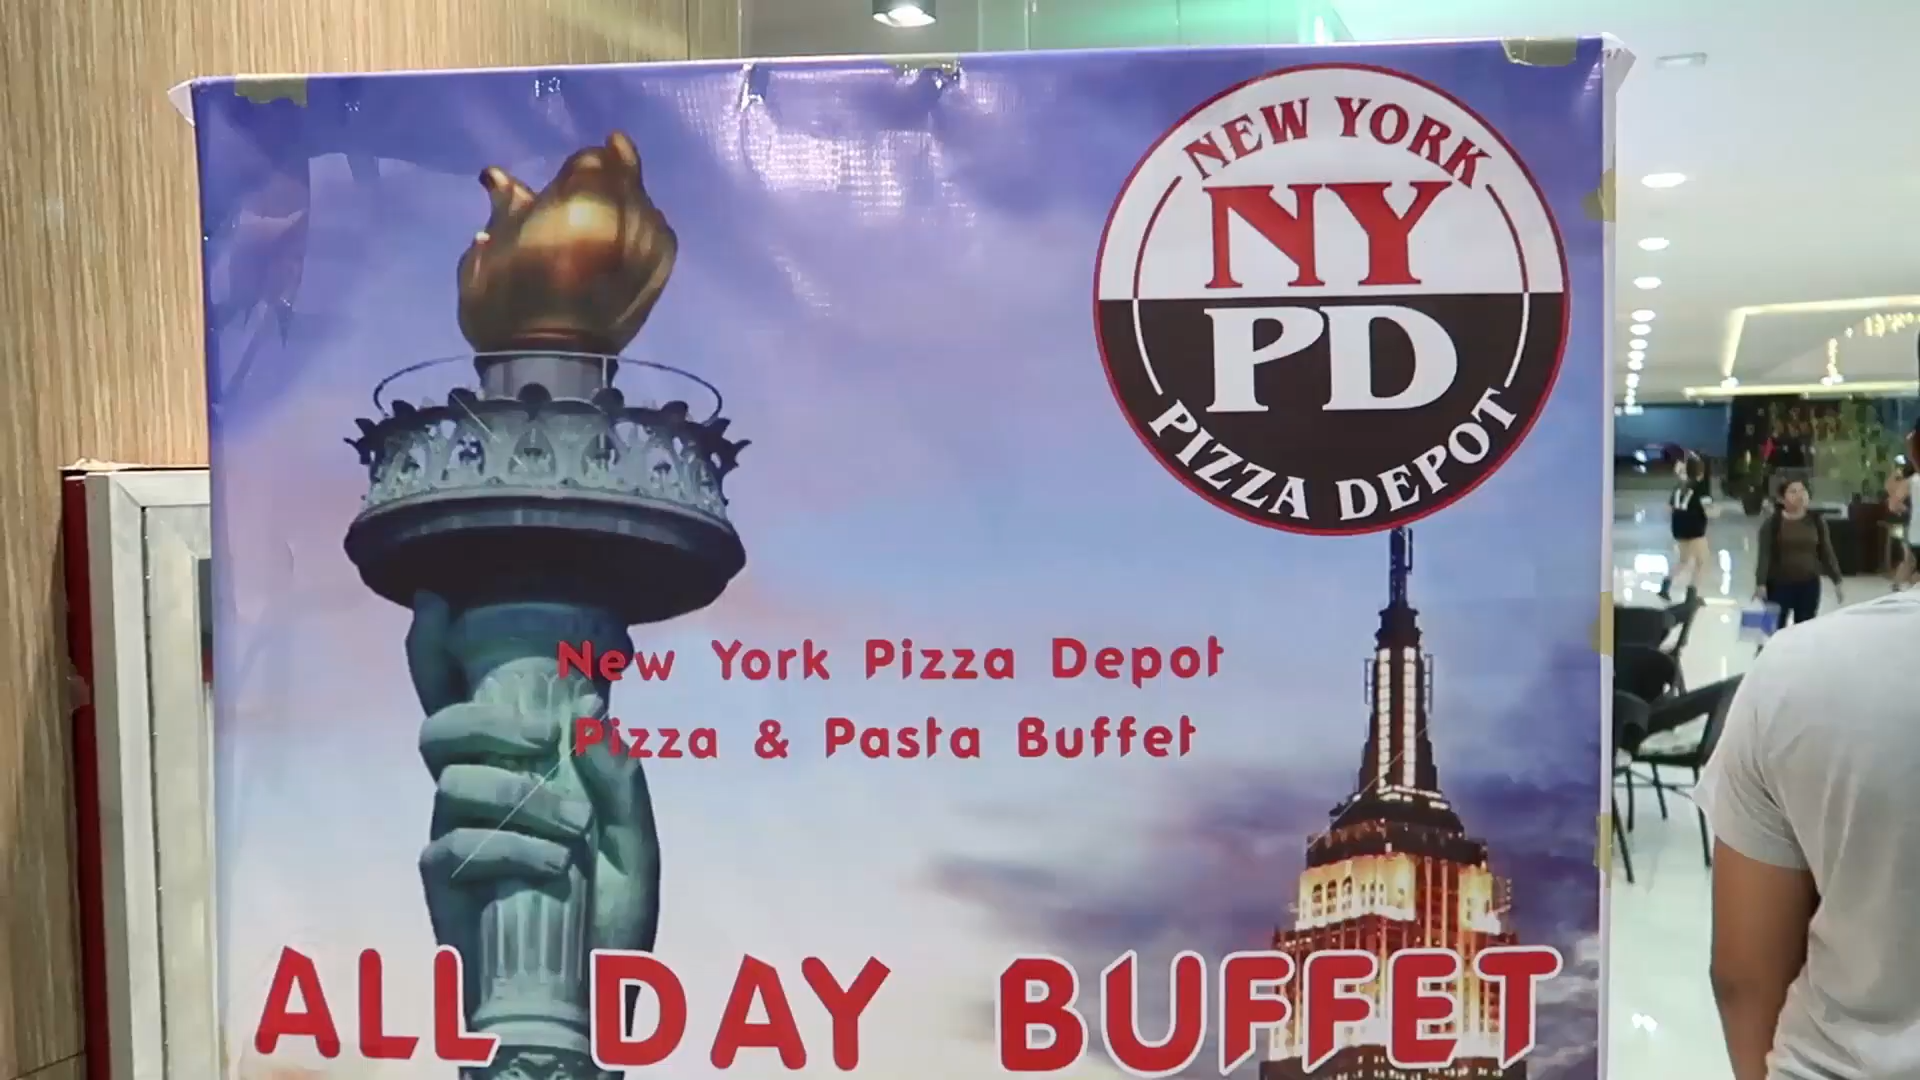 NEW YORK
NY
PD
PIZZA DEPOT
New York Pizza Depot
Pizza & Pasta Buffet
ALL DAY BUFFET